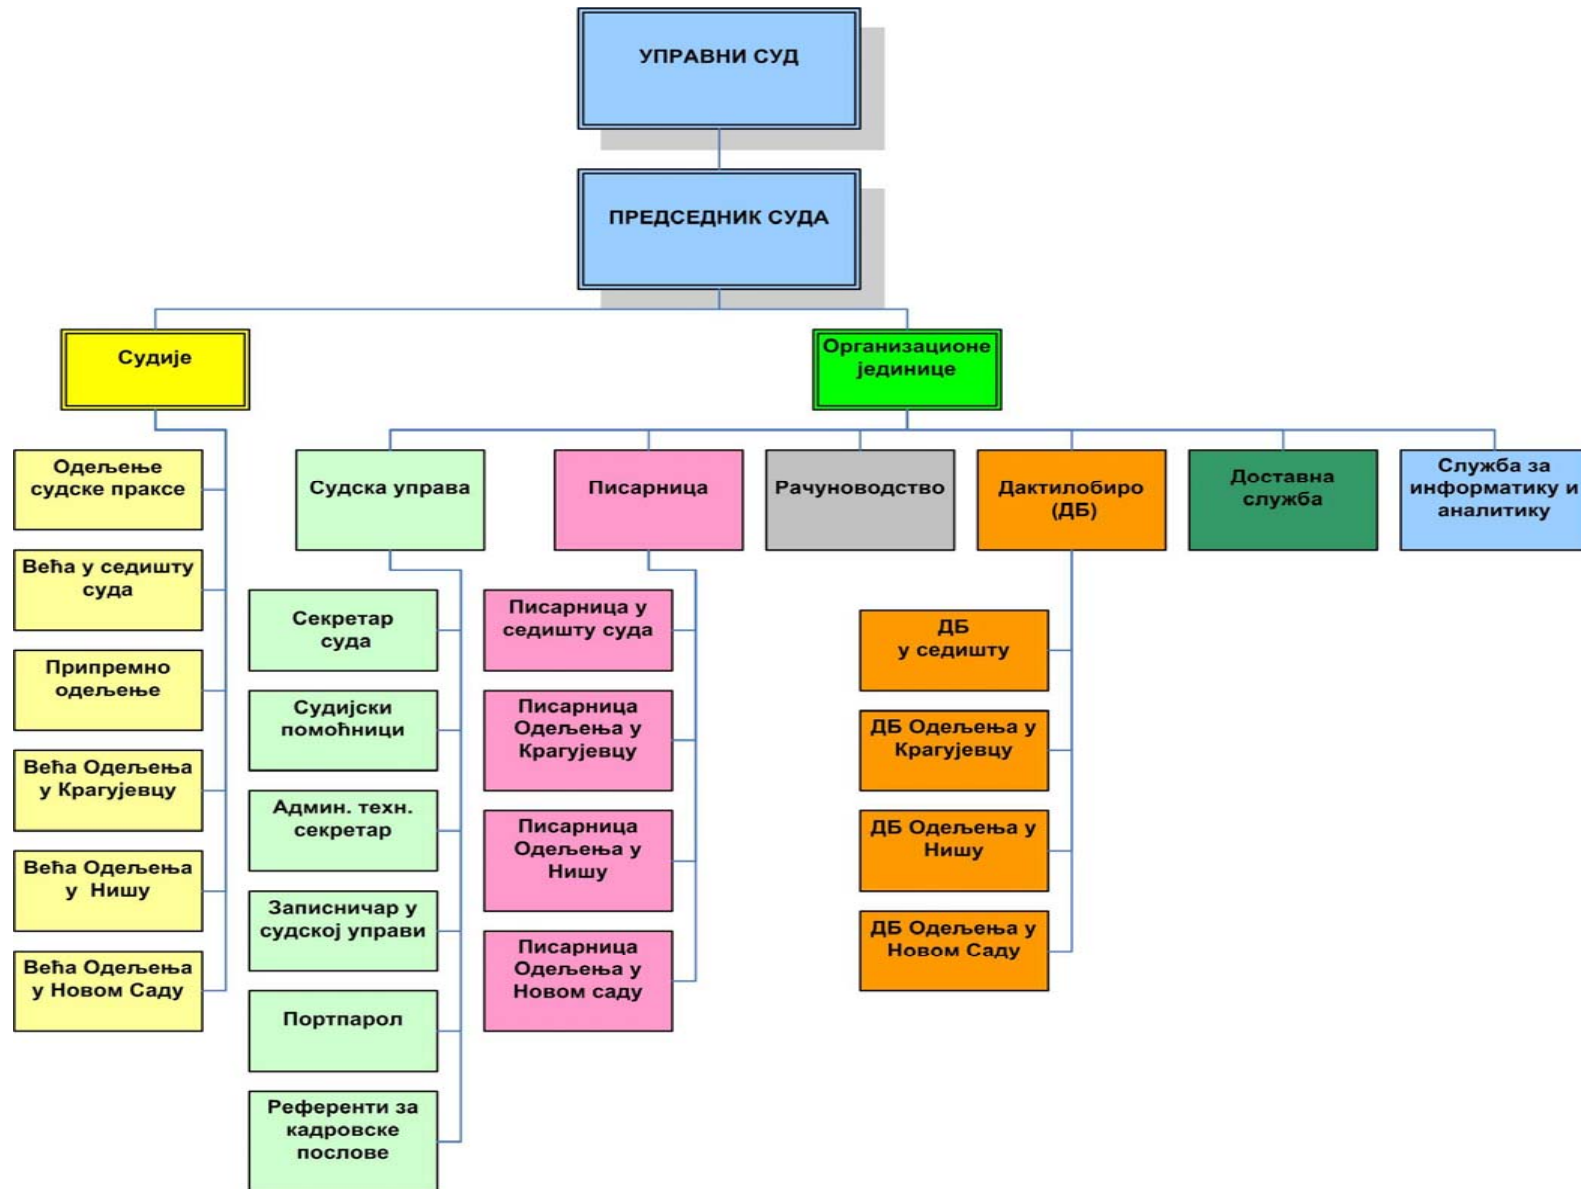 УПРАВНИ СУД
ПРЕДСЕДНИК СУДА
Судије
Организационе
јединице
Одељење
судске праксе
Већа у седишту
суда
Припремно
одељење
Већа Одељења
у Крагујевцу
Већа Одељења
у Нишу
Већа Одељења
у Новом Саду
Судска управа
Секретар
суда
Судијски
помоћници
Админ. техн.
секретар
Записничар у
судској управи
Портпарол
Референти за
кадровске
послове
Писарница
Писарница у
седишту суда
Писарница
Одељења у
Крагујевцу
Писарница
Одељења у
Нишу
Писарница
Одељења у
Новом саду
Рачуноводство
Дактилобиро
(ДБ)
ДБ
у седишту
ДБ Одељења у
Крагујевцу
ДБ Одељења у
Нишу
ДБ Одељења у
Новом Саду
Доставна
служба
Служба за
информатику и
аналитику